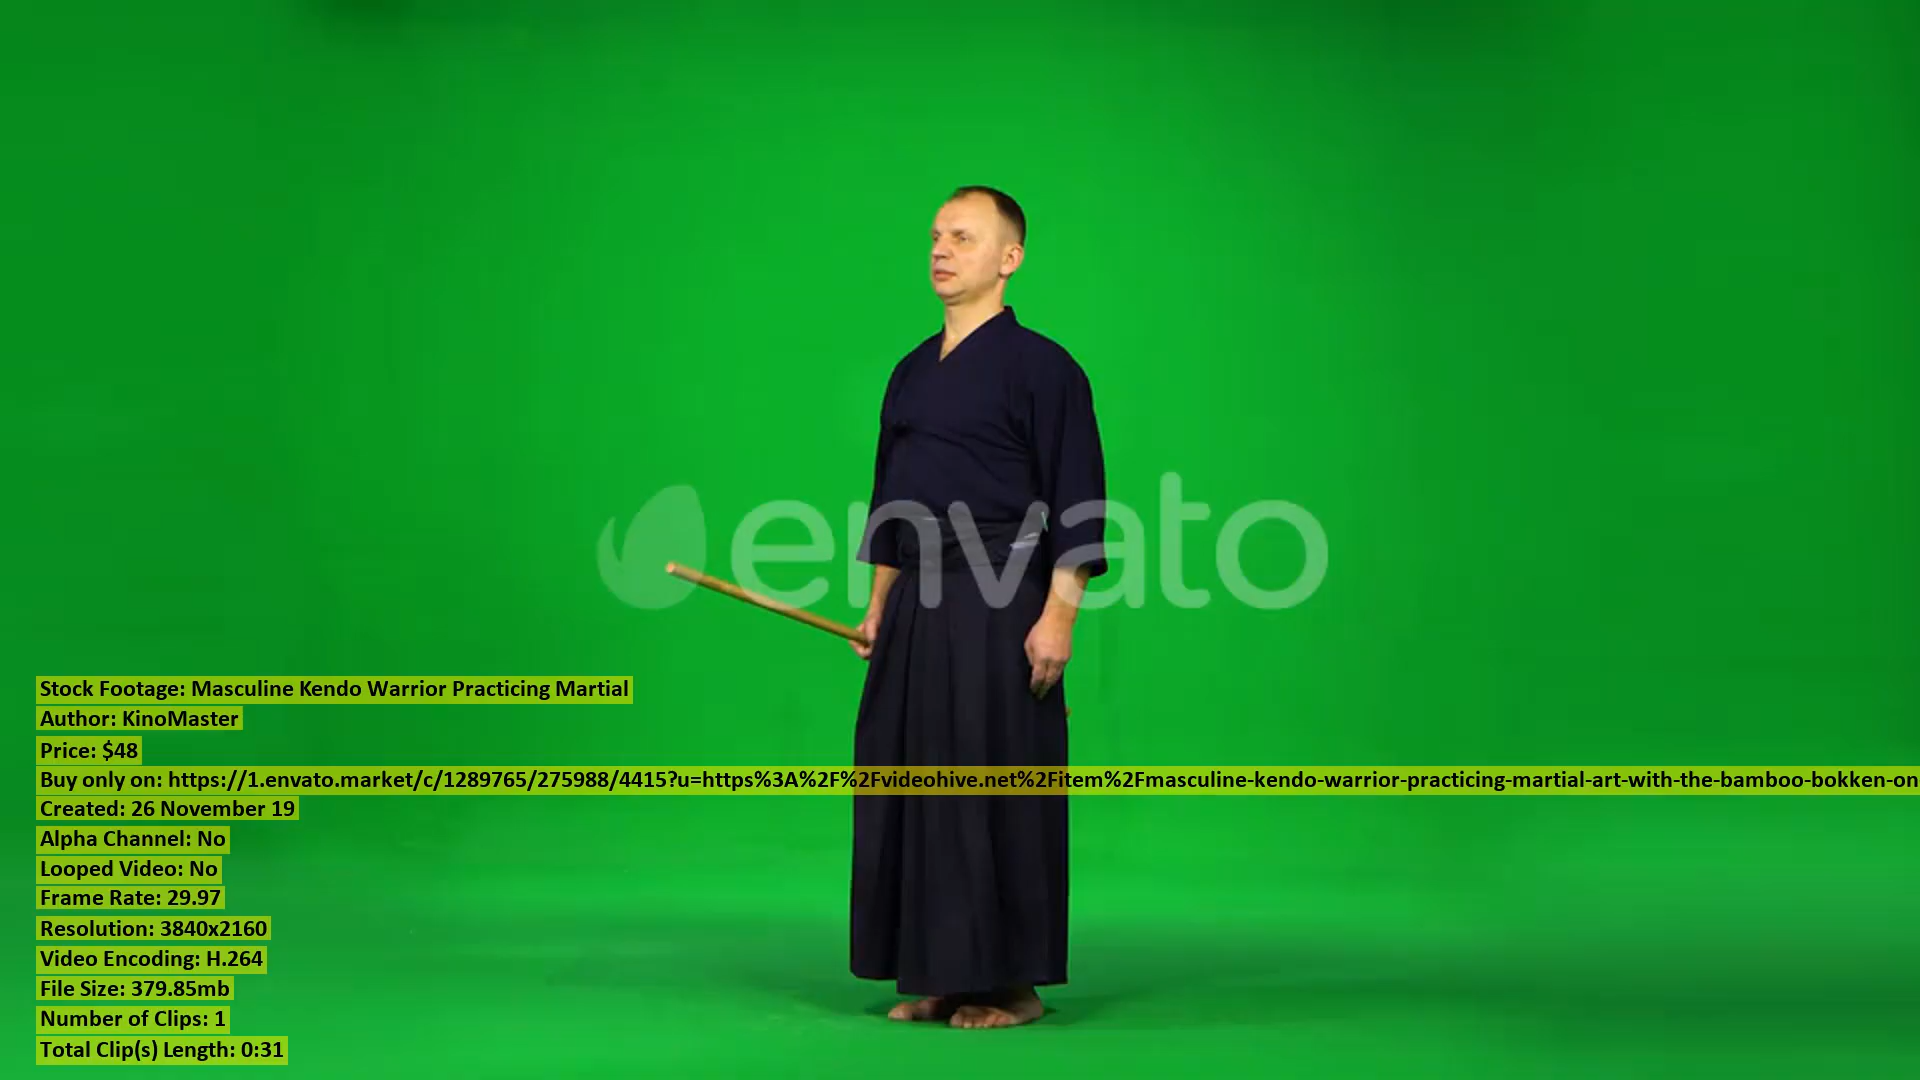 envato
Stock Footage: Masculine Kendo Warrior Practicing Martial
Author: KinoMaster
Price: $48
Buy only on: https://1.envato.market/c/1289765/275988/4415?u=https%3A%2F%2Fvideohive.net%2Fitem%2Fmasculine-kendo-warrior-practicing-martial-art-with-the-bamboo-bokken-on
Created: 26 November 19
Alpha Channel: No
Looped Video: No
Frame Rate: 29.97
Resolution: 3840x2160
Video Encoding: H.264
File Size: 379.85mb
Number of Clips: 1
Total Clip(s) Length: 0:31